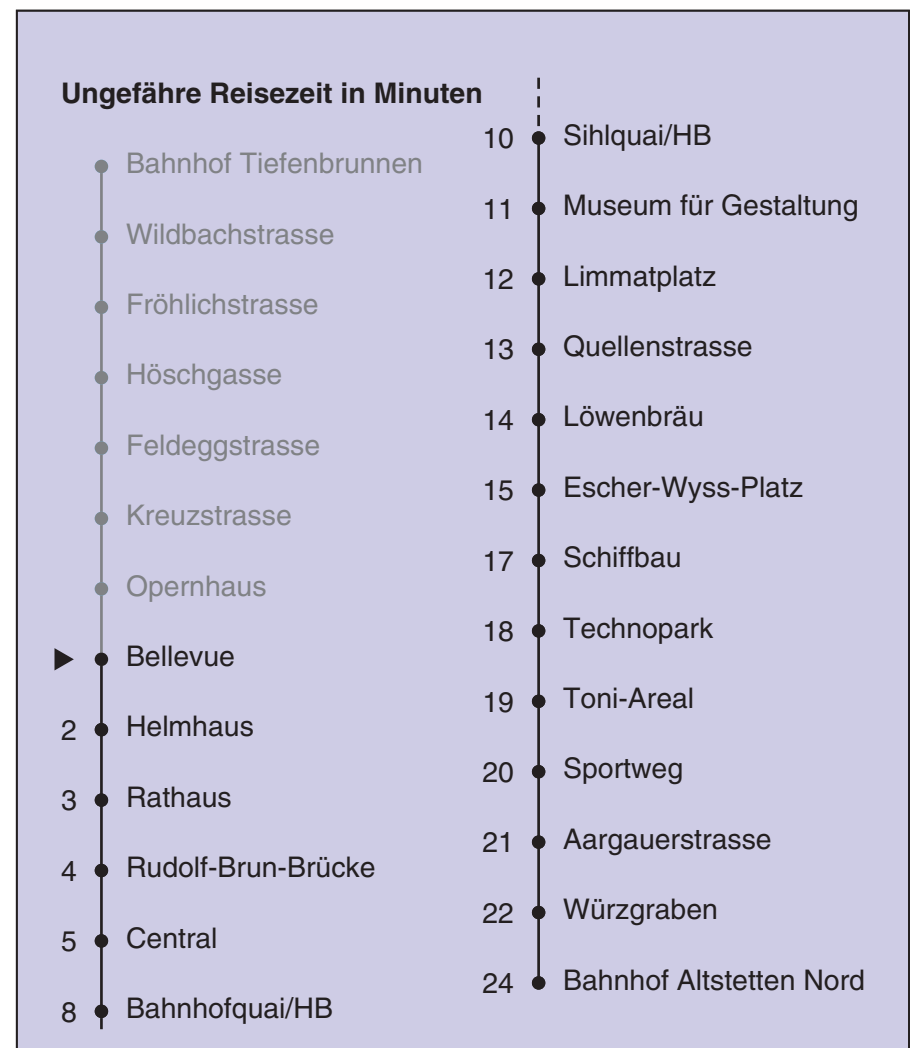 Ungefähre Reisezeit in Minuten
Bahnhof Tiefenbrunnen
Wildbachstrasse
Fröhlichstrasse
Höschgasse
Feldeggstrasse
Kreuzstrasse
Opernhaus
Bellevue
2 Helmhaus
3 Rathaus
4 Rudolf-Brun-Brücke
5 Central
8 Bahnhofquai/HB
10 Sihlquai/HB
11 Museum für Gestaltung
12 Limmatplatz
13 Quellenstrasse
14 Löwenbräu
15 Escher-Wyss-Platz
17 Schiffbau
18 Technopark
19 Toni-Areal
20 Sportweg
21 Aargauerstrasse
22 Würzgraben
24 Bahnhof Altstetten Nord